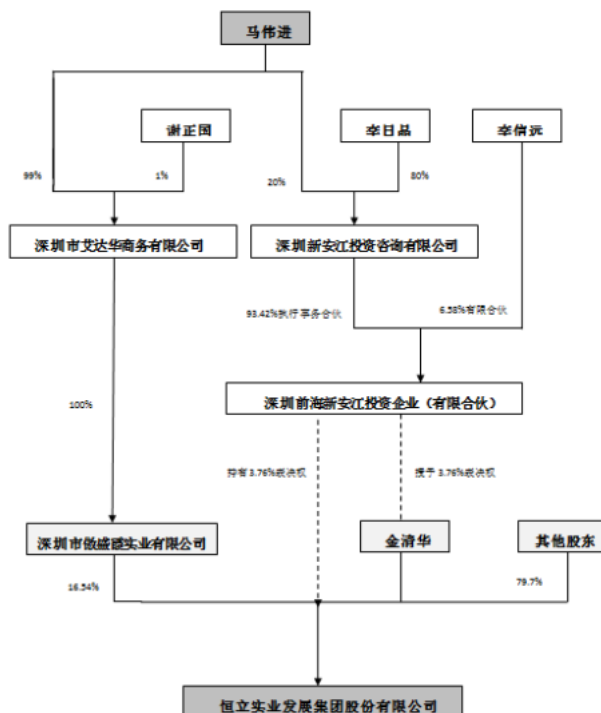 马伟进
谢正国
李日晶
李信远
99%
1%
20%
80%
深圳市艾达华商务有限公司
深圳新安江投资咨询有限公司
93.42%执行事务合伙
6.58%有限合伙
深圳前海新安江投资企业（有限合伙）
100%
持有 3.76%表决权
授予 3.76%表决权
深圳市傲盛霞实业有限公司
金清华
其他股东
16.54%
79.7%
恒立实业发展集团股份有限公司